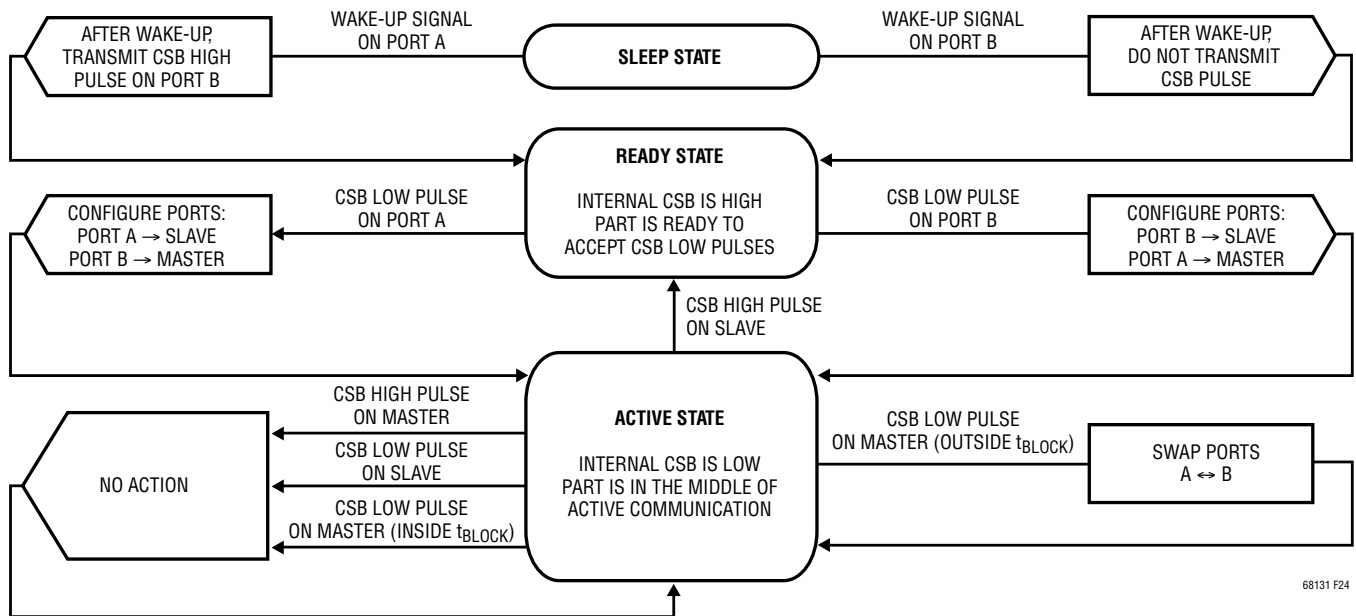 AFTER WAKE-UP,
TRANSMIT CSB HIGH
PULSE ON PORT B
WAKE-UP SIGNAL
ON PORT A
SLEEP STATE
WAKE-UP SIGNAL
ON PORT B
AFTER WAKE-UP,
DO NOT TRANSMIT
CSB PULSE
READY STATE
INTERNAL CSB IS HIGH
PART IS READY TO
ACCEPT CSB LOW PULSES
CONFIGURE PORTS:
PORT A → SLAVE
PORT B → MASTER
CSB LOW PULSE
ON PORT A
CSB LOW PULSE
ON PORT B
CONFIGURE PORTS:
PORT B → SLAVE
PORT A → MASTER
CSB HIGH PULSE
ON SLAVE
ACTIVE STATE
INTERNAL CSB IS LOW
PART IS IN THE MIDDLE OF
ACTIVE COMMUNICATION
CSB HIGH PULSE
ON MASTER
CSB LOW PULSE
ON SLAVE
CSB LOW PULSE
ON MASTER (INSIDE tBLOCK)
NO ACTION
CSB LOW PULSE
ON MASTER (OUTSIDE tBLOCK)
SWAP PORTS
A ↔ B
68131 F24